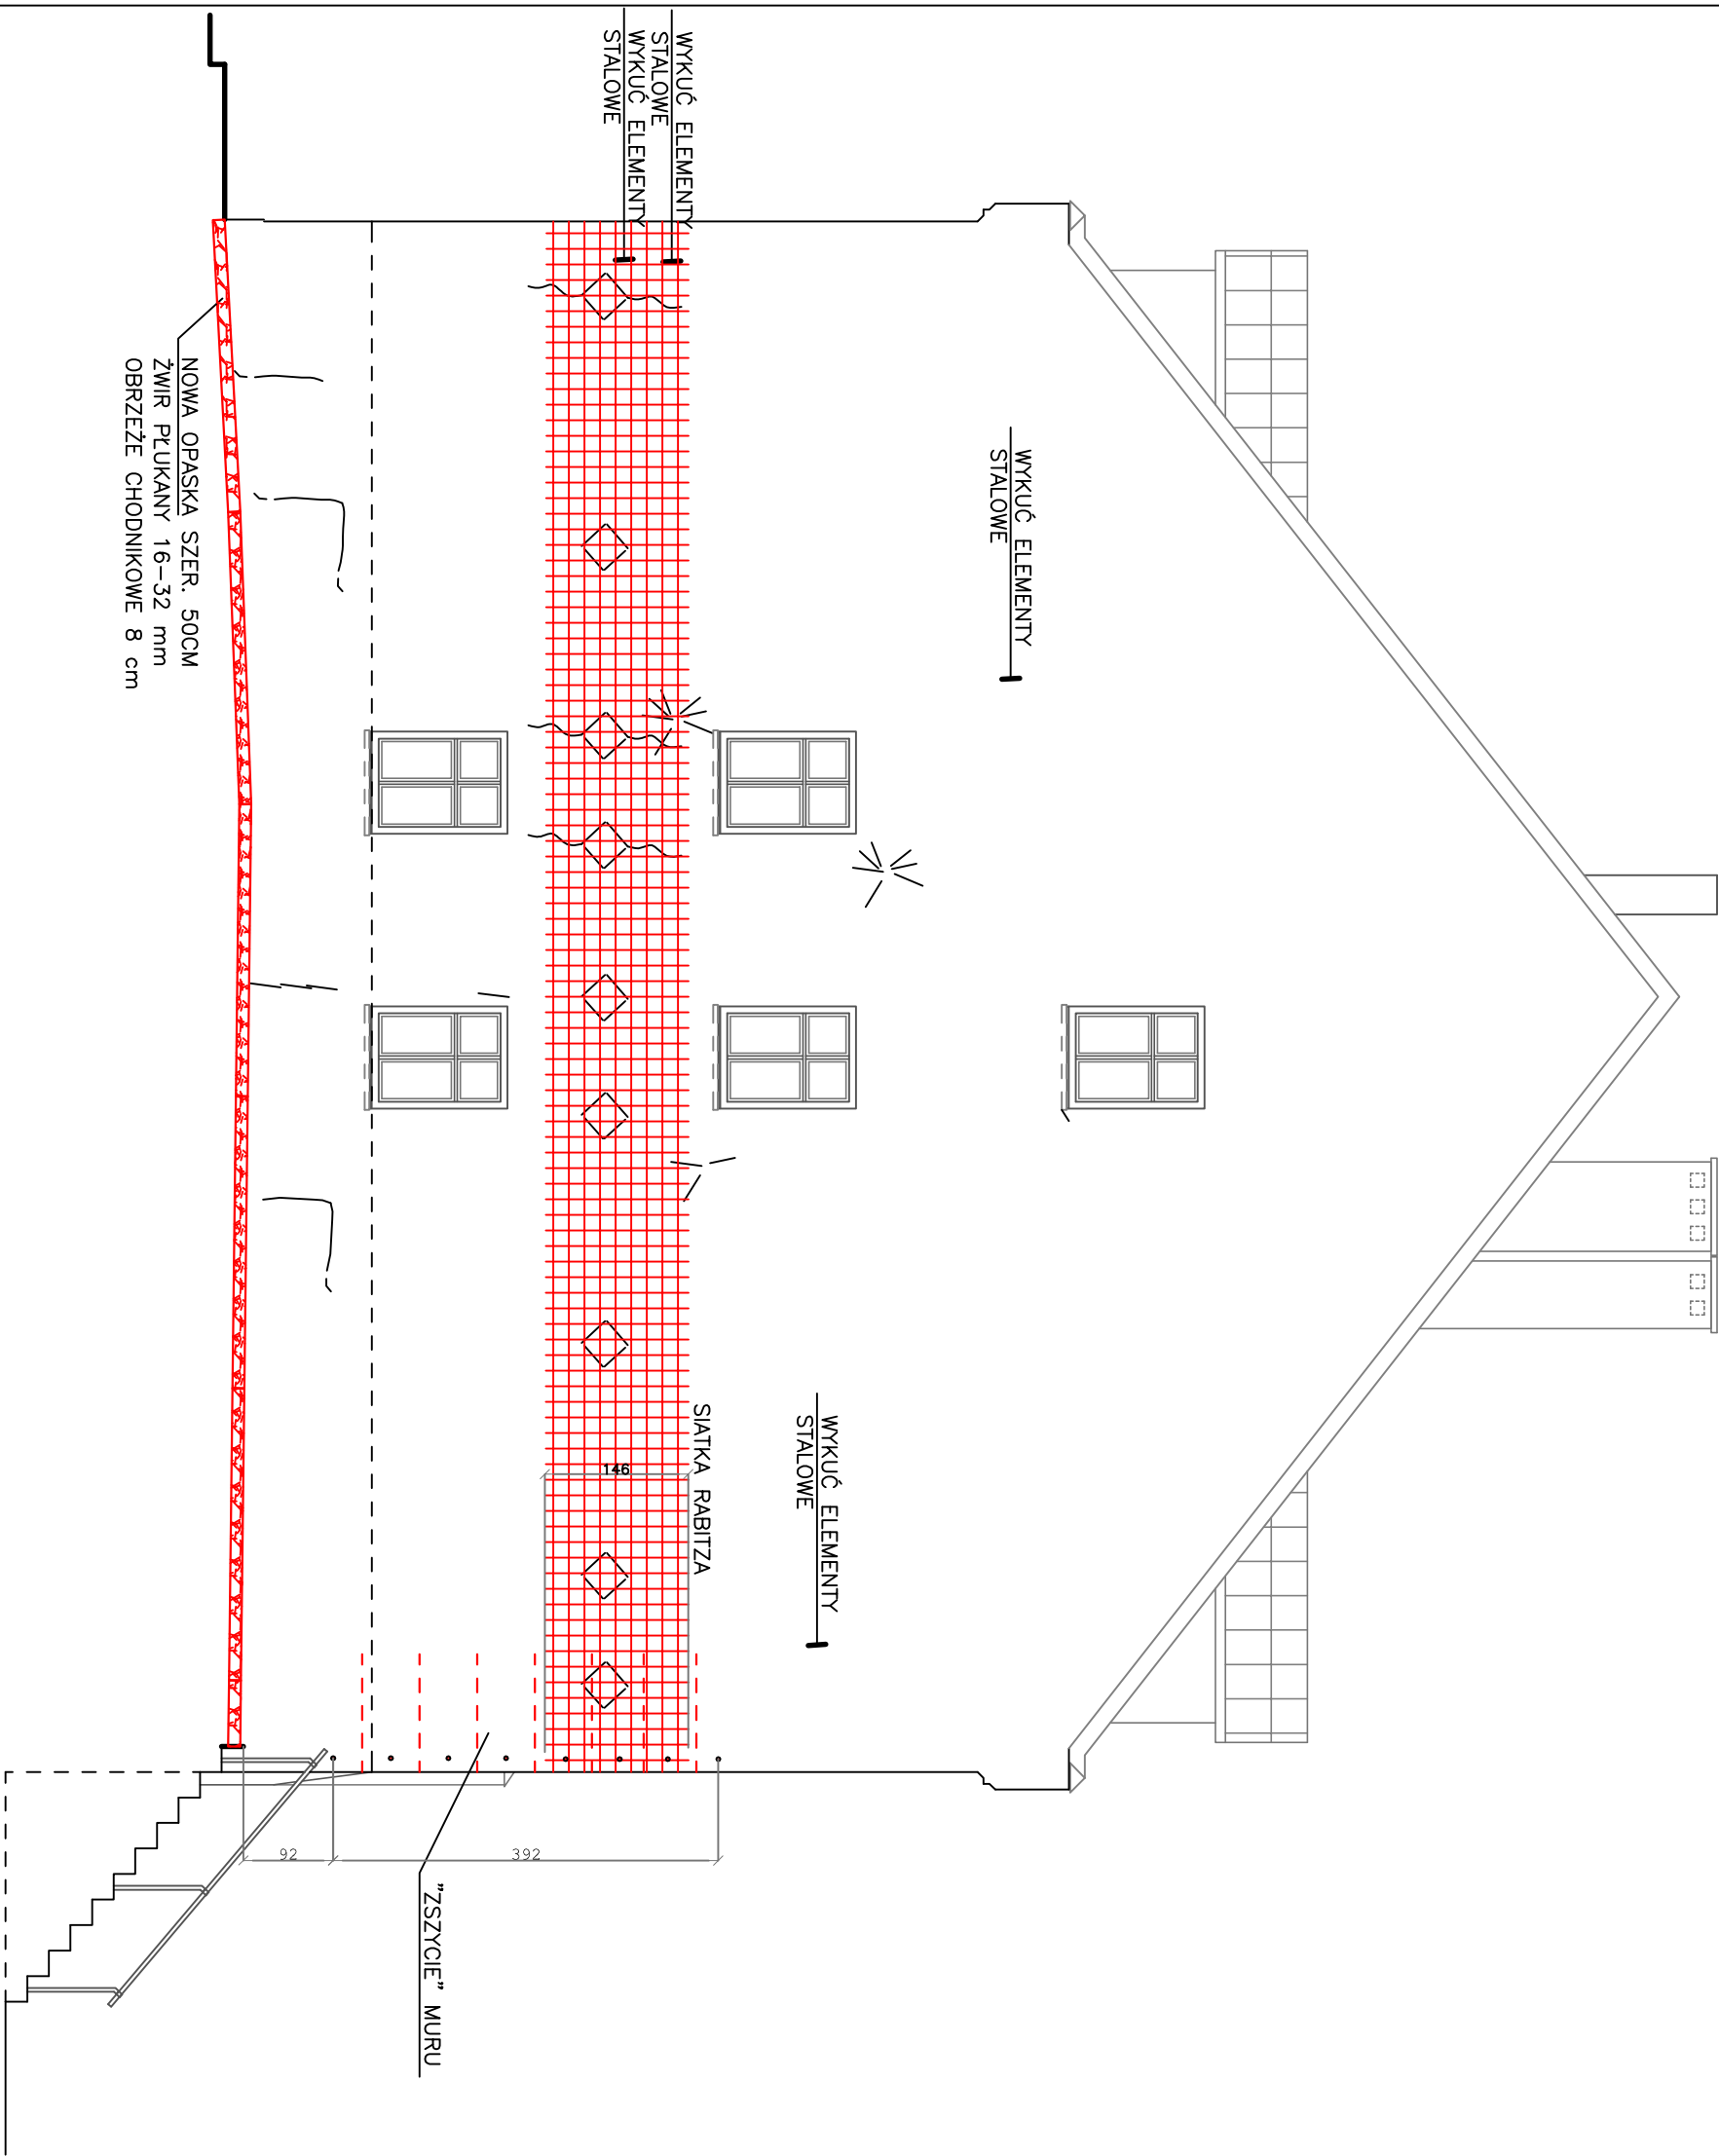 WYKUĆ ELEMENTY
STALOWE
WYKUĆ ELEMENTY
STALOWE
WYKUĆ ELEMENTY
STALOWE
WYKUĆ ELEMENTY
STALOWE
SIATKA RABITZA
146
NOWA OPASKA SZER. 50CM
ŻWIR PŁUKANY 16-32 mm
OBRZEŻE CHODNIKOWE 8 cm
92
392
"ZSZYCIE" MURU